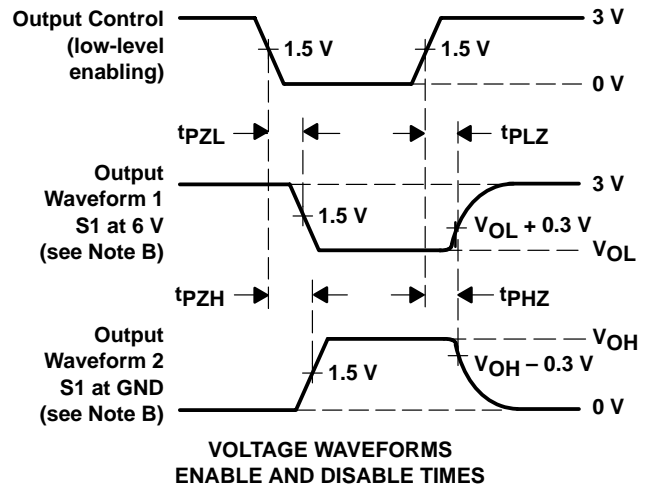 Output Control
(low-level
enabling)
3 V
1.5 V
1.5 V
0 V
tPZL
tPLZ
Output
Waveform 1
S1 at 6 V
(see Note B)
3 V
1.5 V
VOL + 0.3 V
VOL
tPZH
tPHZ
Output
Waveform 2
S1 at GND
(see Note B)
VOH
1.5 V
VOH – 0.3 V
0 V
VOLTAGE WAVEFORMS
ENABLE AND DISABLE TIMES